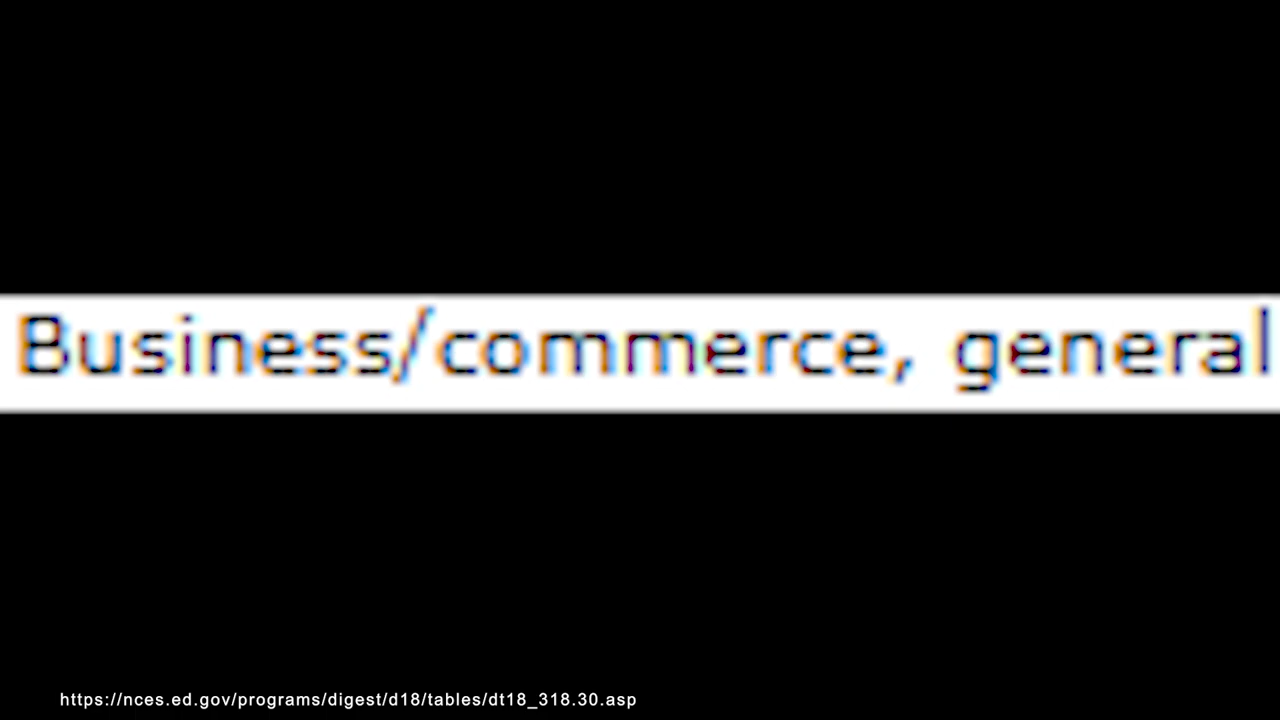 Business/commerce, general
https://nces.ed.gov/programs/digest/d18/tables/dt18_318.30.asp